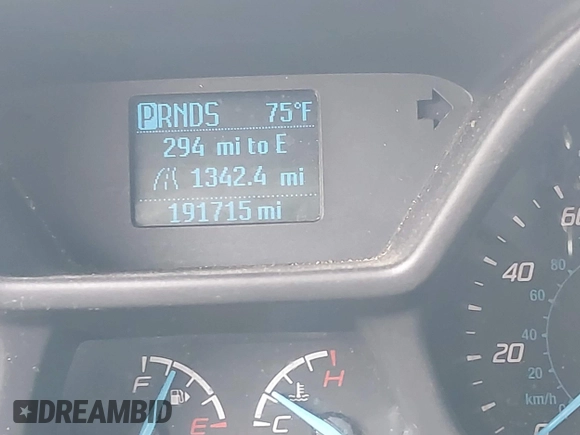 PRNDS 75°F
294 mi to E
1342.4 mi
191715 mi
60
80
40
60
40
20
20
km/h
F
E
H
C
DREAMBID